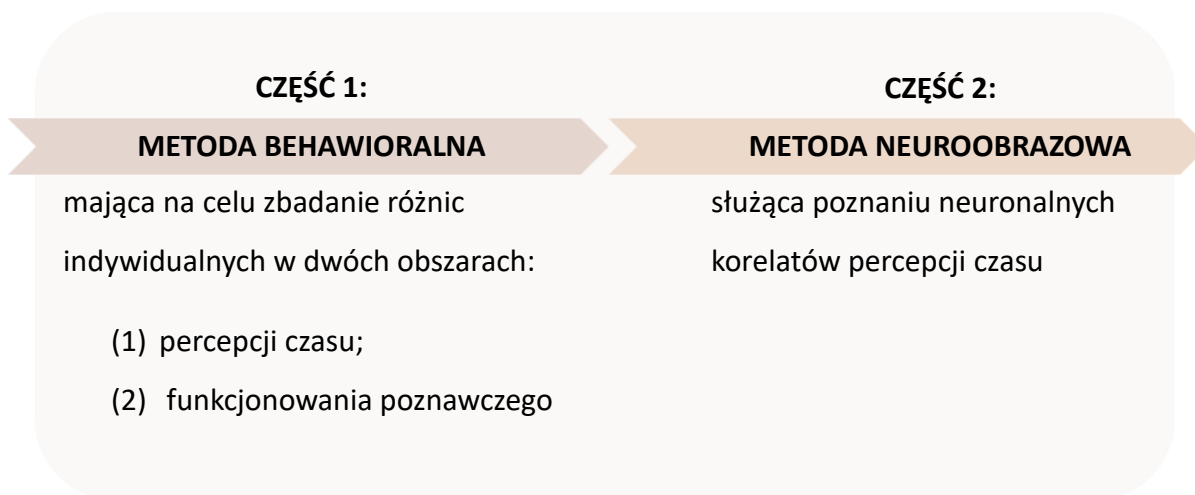 CZĘŚĆ 1:
METODA BEHAWIORALNA
mająca na celu zbadanie różnic
indywidualnych w dwóch obszarach:
(1) percepcji czasu;
(2) funkcjonowania poznawczego
CZĘŚĆ 2:
METODA NEUROOBRAZOWA
służąca poznaniu neuronalnych
korelatów percepcji czasu